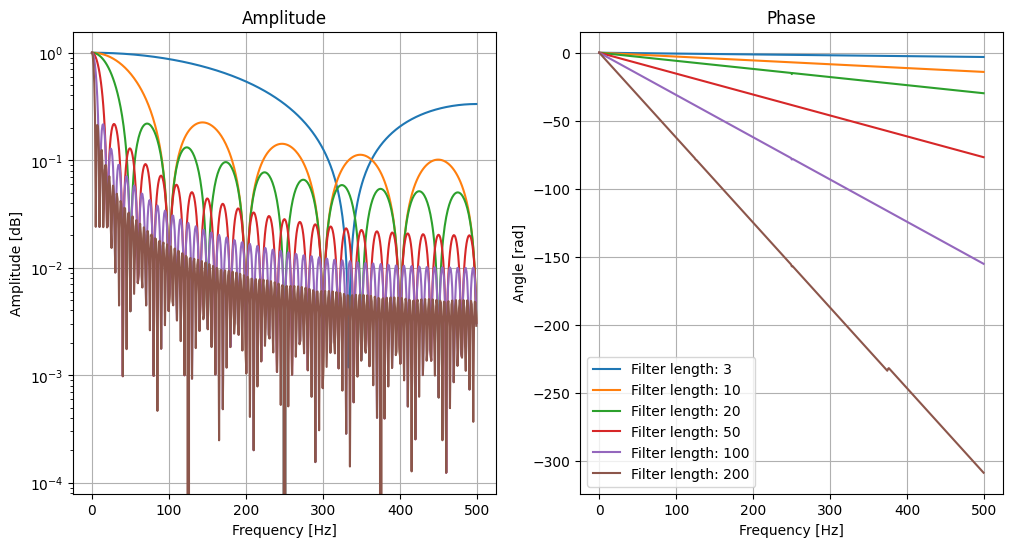 Amplitude
Amplitude [dB]
10⁰
10⁻¹
10⁻²
10⁻³
10⁻⁴
0 100 200 300 400 500
Frequency [Hz]
Phase
Angle [rad]
0
−50
−100
−150
−200
−250
−300
Filter length: 3
Filter length: 10
Filter length: 20
Filter length: 50
Filter length: 100
Filter length: 200
0 100 200 300 400 500
Frequency [Hz]